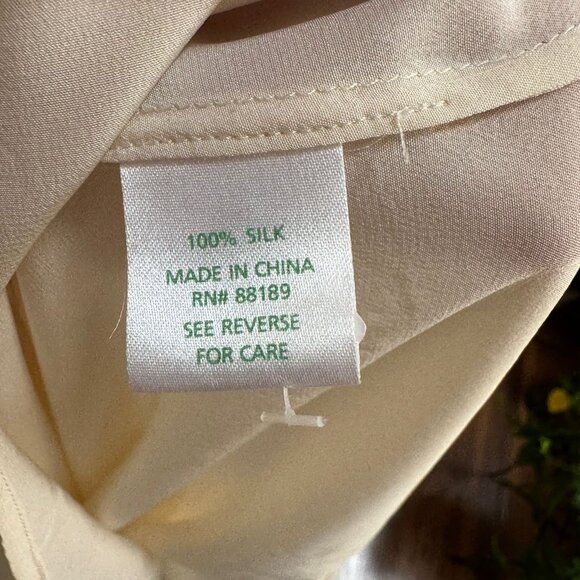 100% SILK
MADE IN CHINA
RN# 88189
SEE REVERSE
FOR CARE